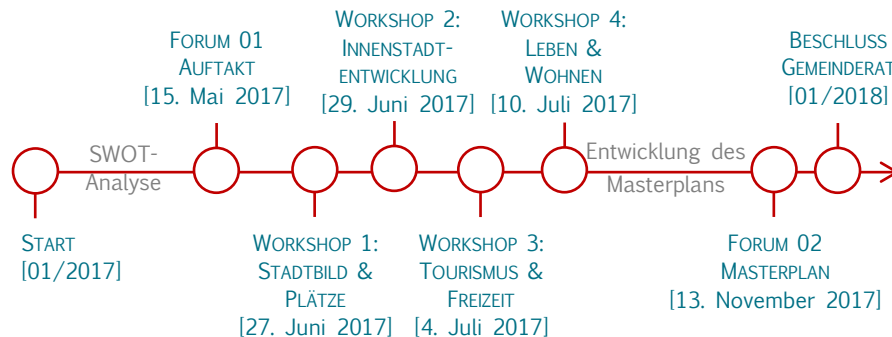 START
[01/2017]
SWOT-
Analyse
FORUM 01
AUFTAKT
[15. Mai 2017]
WORKSHOP 1:
STADTBILD &
PLÄTZE
[27. Juni 2017]
WORKSHOP 2:
INNENSTADT-
ENTWICKLUNG
[29. Juni 2017]
WORKSHOP 3:
TOURISMUS &
FREIZEIT
[4. Juli 2017]
WORKSHOP 4:
LEBEN &
WOHNEN
[10. Juli 2017]
Entwicklung des
Masterplans
FORUM 02
MASTERPLAN
[13. November 2017]
BESCHLUSS
GEMEINDERAT
[01/2018]